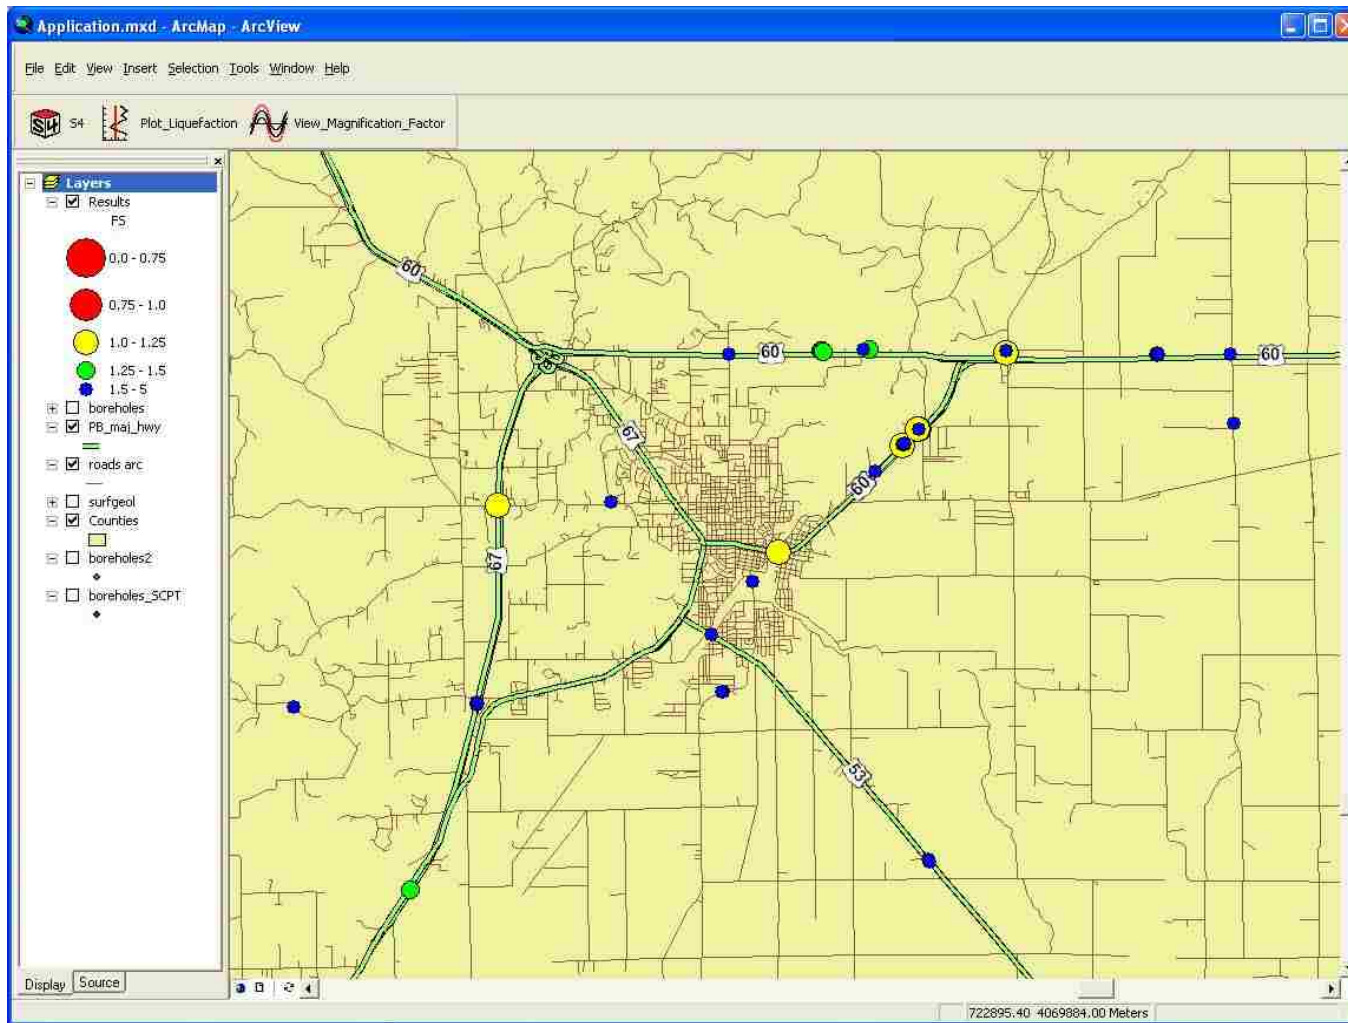 Application.mxd - ArcMap - ArcView
File Edit View Insert Selection Tools Window Help
S4 Plot_Liquefaction View_Magnification_Factor
Layers
Results
FS
0.0 - 0.75
0.75 - 1.0
1.0 - 1.25
1.25 - 1.5
1.5 - 5
boreholes
PB_maj_hwy
roads arc
surfgeol
Counties
boreholes2
boreholes_SCPT
60
60
60
67
60
67
53
Display Source
722895.40 4069884.00 Meters